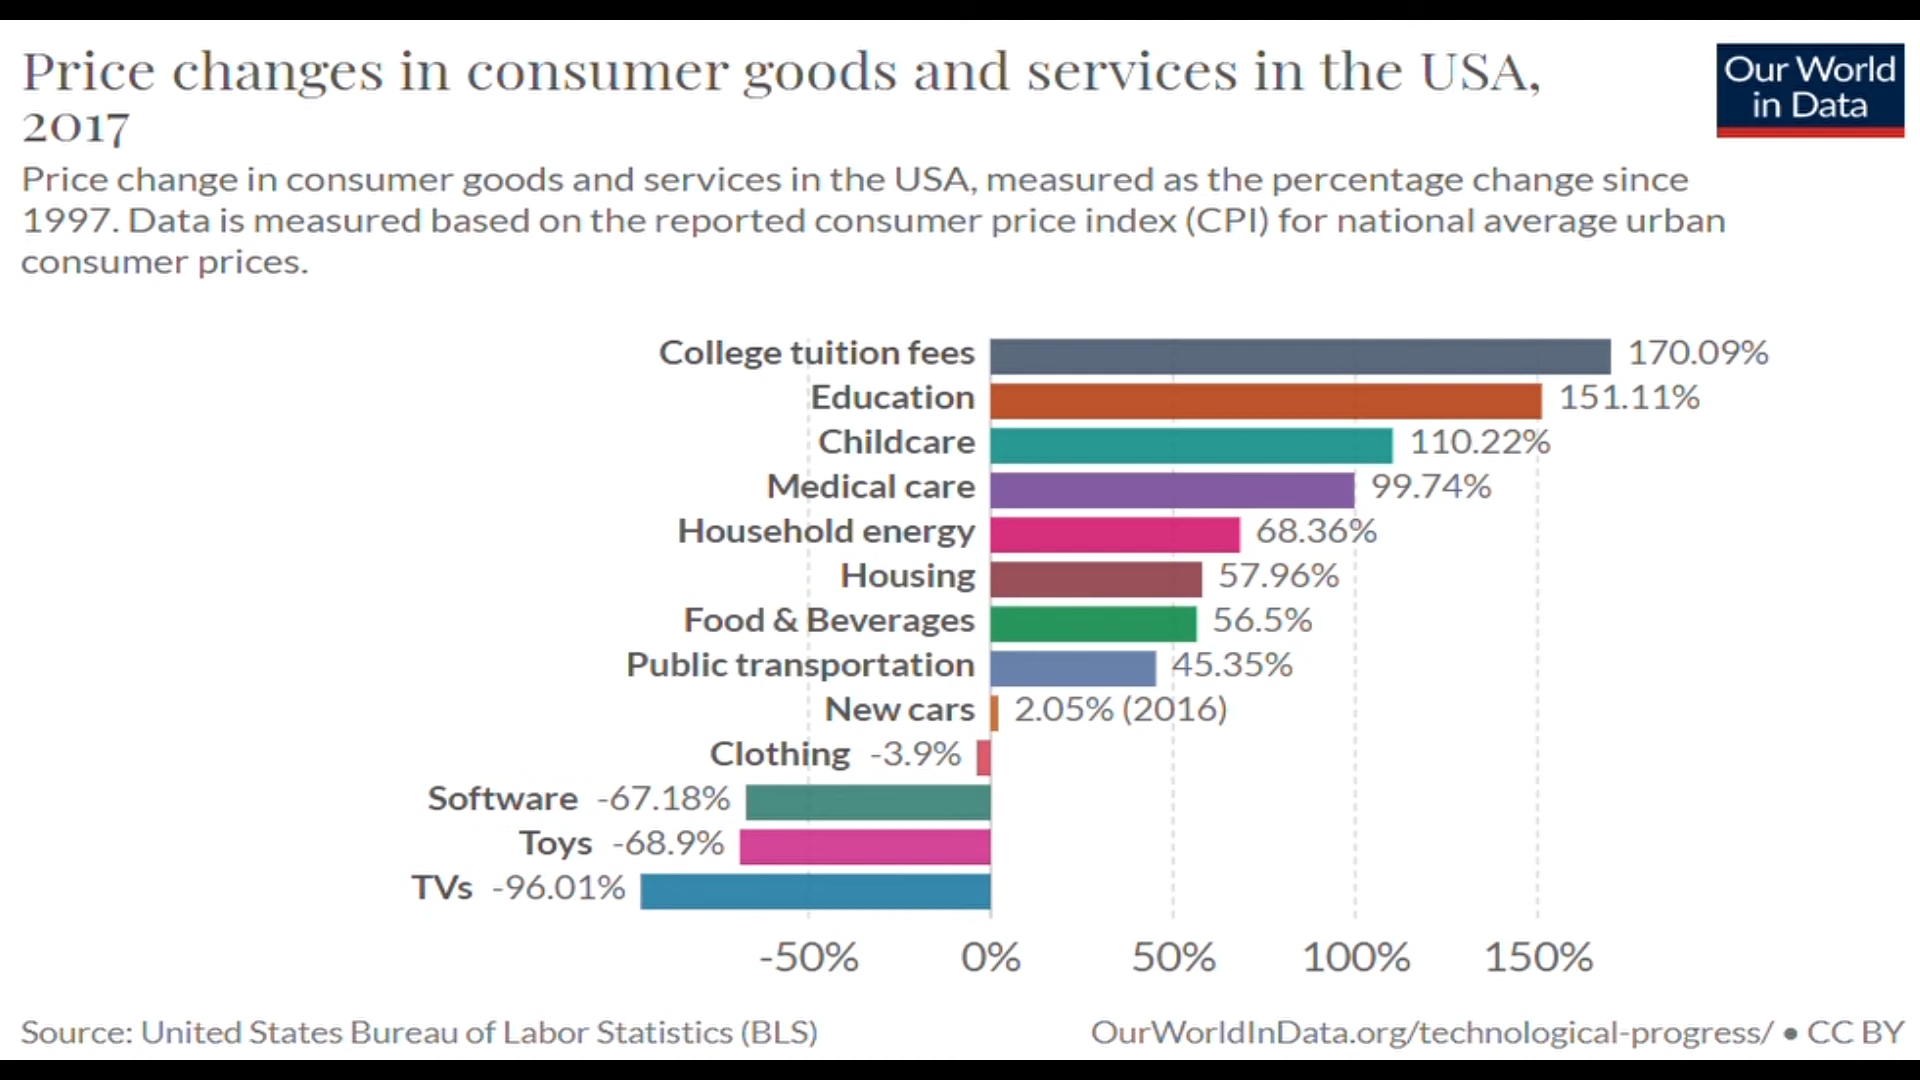 Price changes in consumer goods and services in the USA,
2017
Our World
in Data
Price change in consumer goods and services in the USA, measured as the percentage change since
1997. Data is measured based on the reported consumer price index (CPI) for national average urban
consumer prices.
College tuition fees 170.09%
Education 151.11%
Childcare 110.22%
Medical care 99.74%
Household energy 68.36%
Housing 57.96%
Food & Beverages 56.5%
Public transportation 45.35%
New cars 2.05% (2016)
Clothing -3.9%
Software -67.18%
Toys -68.9%
TVs -96.01%
-50% 0% 50% 100% 150%
Source: United States Bureau of Labor Statistics (BLS)
OurWorldInData.org/technological-progress/ • CC BY